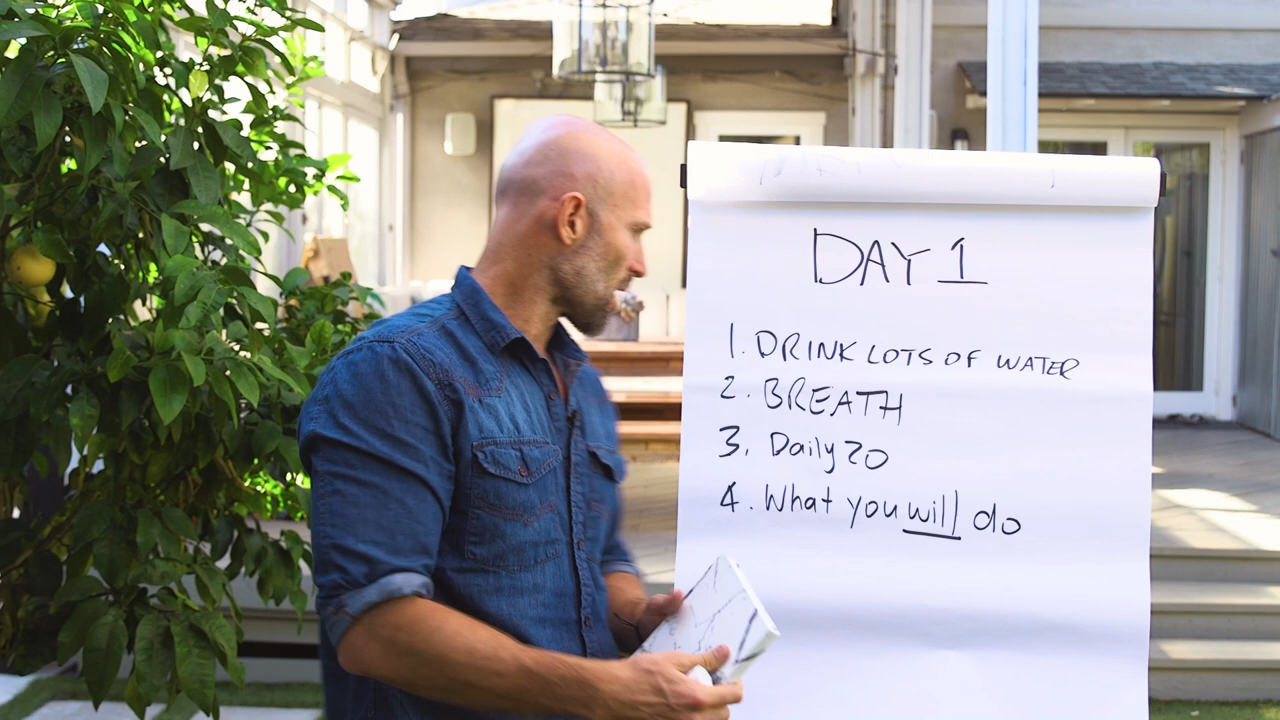 DAY 1
1. DRINK LOTS OF WATER
2. BREATH
3. Daily 20
4. What you will do